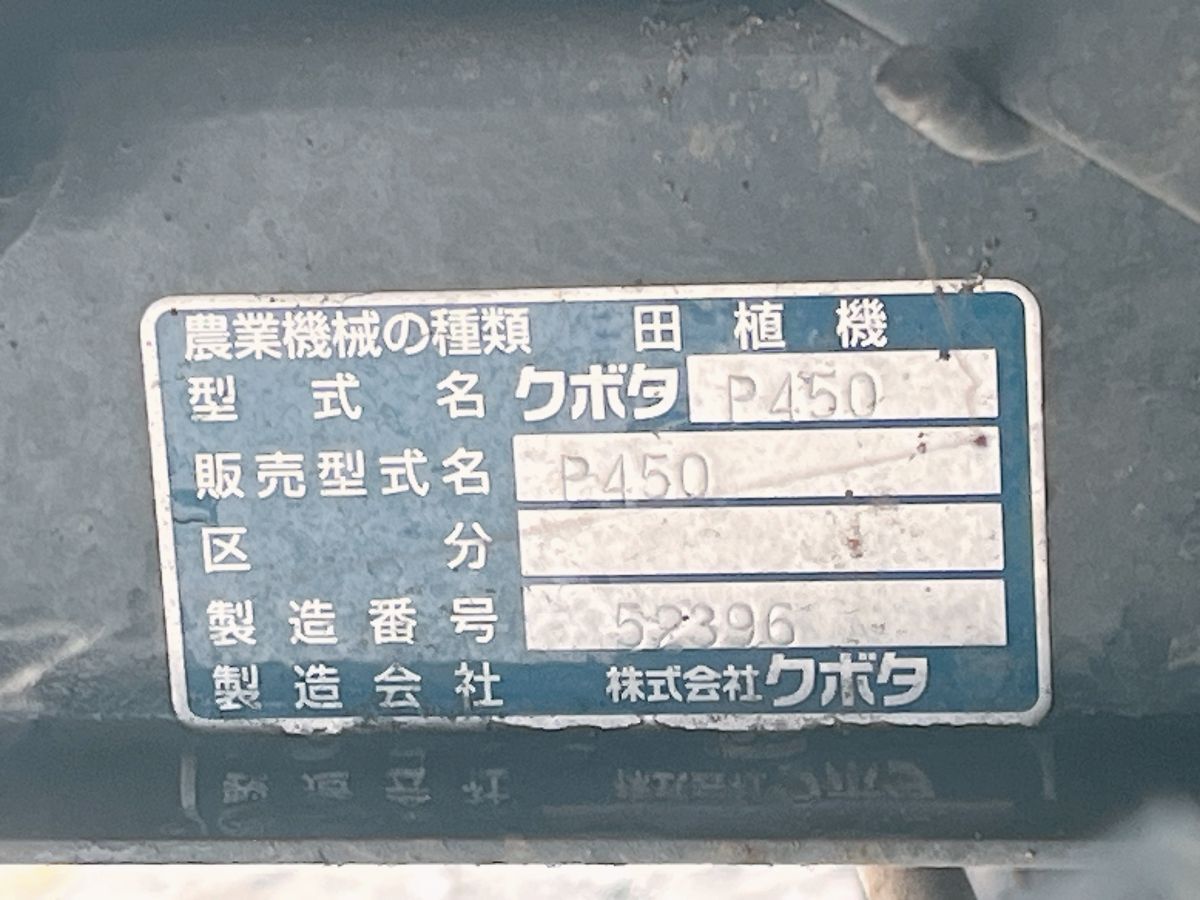 農業機械の種類 田植機
型式名 クボタ P450
販売型式名 P450
区分
製造番号 52396
製造会社 株式会社クボタ